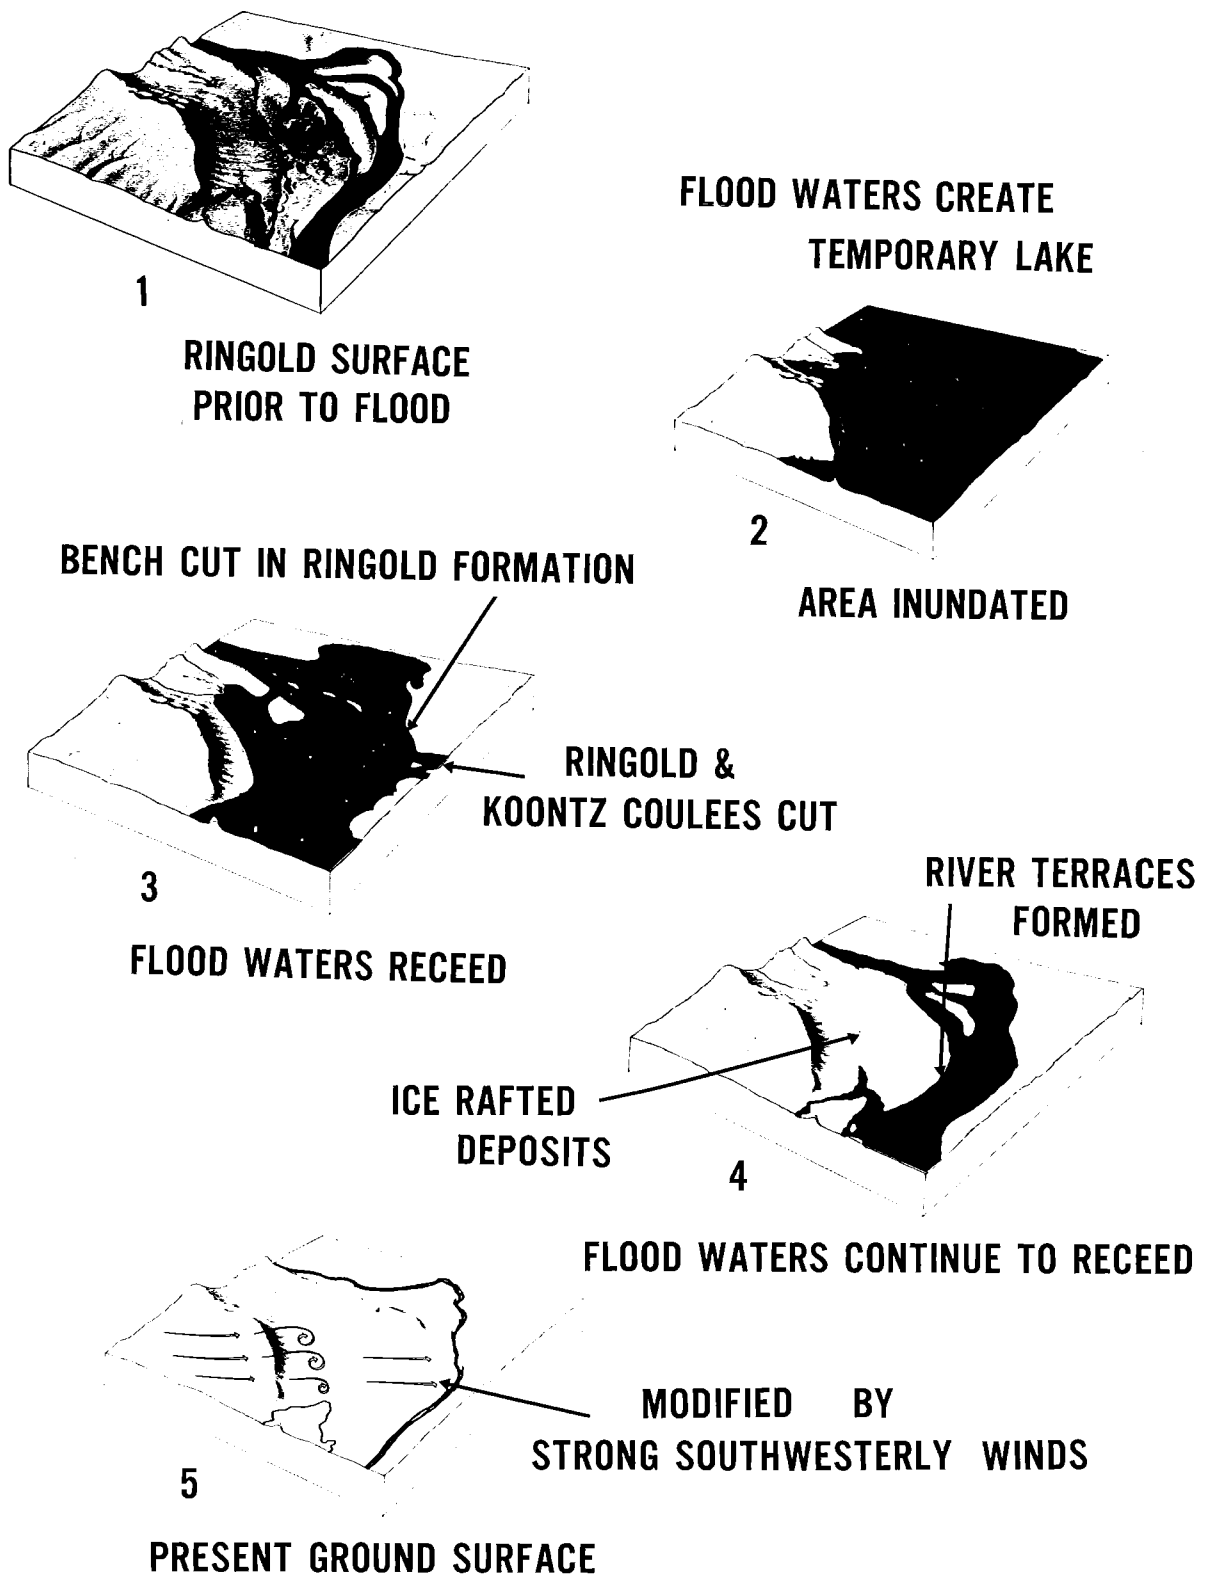 1
RINGOLD SURFACE
PRIOR TO FLOOD
FLOOD WATERS CREATE
TEMPORARY LAKE
2
AREA INUNDATED
BENCH CUT IN RINGOLD FORMATION
RINGOLD &
KOONTZ COULEES CUT
3
FLOOD WATERS RECEED
RIVER TERRACES
FORMED
ICE RAFTED
DEPOSITS
4
FLOOD WATERS CONTINUE TO RECEED
MODIFIED BY
STRONG SOUTHWESTERLY WINDS
5
PRESENT GROUND SURFACE